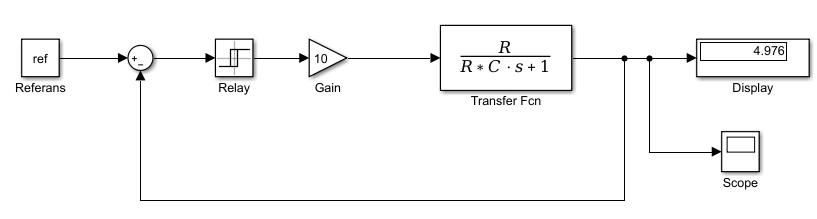 ref
Referans
+
−
Relay
10
Gain
R
R∗C ·s+1
Transfer Fcn
4.976
Display
Scope